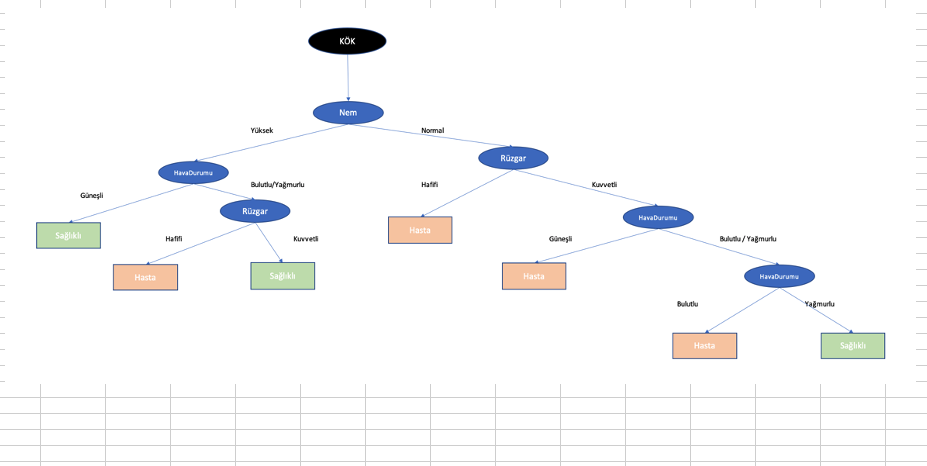 KÖK
Nem
Yüksek
Normal
HavaDurumu
Rüzgar
Güneşli
Bulutlu/Yağmurlu
Hafifi
Kuvvetli
Rüzgar
HavaDurumu
Sağlıklı
Hasta
Hafifi
Kuvvetli
Güneşli
Bulutlu / Yağmurlu
Hasta
Sağlıklı
Hasta
HavaDurumu
Bulutlu
Yağmurlu
Hasta
Sağlıklı